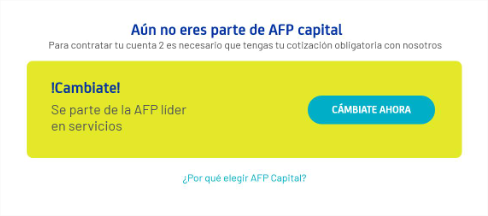 Aún no eres parte de AFP capital
Para contratar tu cuenta 2 es necesario que tengas tu cotización obligatoria con nosotros
!Cambiate!
Se parte de la AFP líder
en servicios
CÁMBIATE AHORA
¿Por qué elegir AFP Capital?